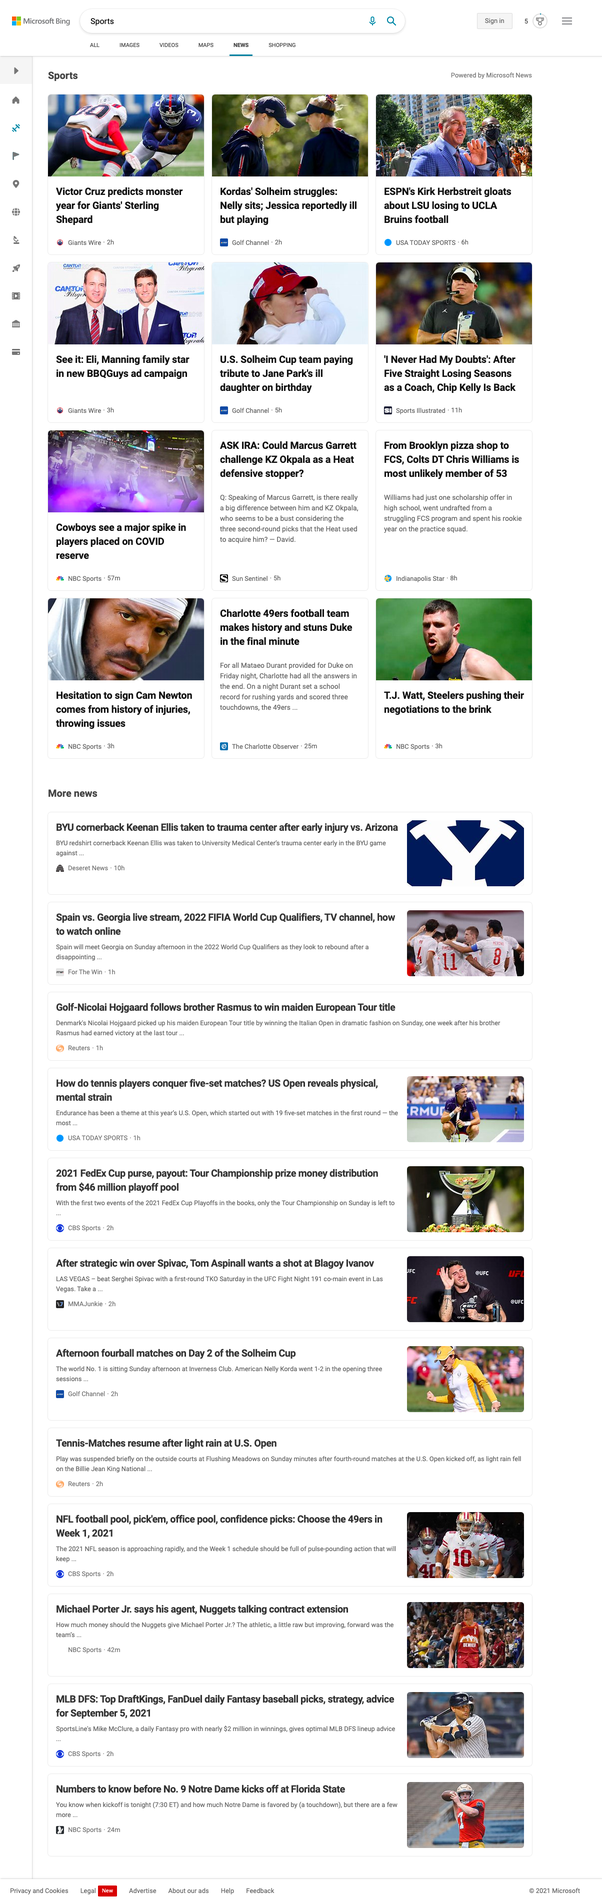 Microsoft Bing
Sports
Sign in
5
ALL IMAGES VIDEOS MAPS NEWS SHOPPING
Sports
Powered by Microsoft News
Victor Cruz predicts monster
year for Giants' Sterling
Shepard
Giants Wire · 2h
Kordas' Solheim struggles:
Nelly sits; Jessica reportedly ill
but playing
Golf Channel · 2h
ESPN's Kirk Herbstreit gloats
about LSU losing to UCLA
Bruins football
USA TODAY SPORTS · 6h
See it: Eli, Manning family star
in new BBQGuys ad campaign
Giants Wire · 3h
U.S. Solheim Cup team paying
tribute to Jane Park's ill
daughter on birthday
Golf Channel · 5h
'I Never Had My Doubts': After
Five Straight Losing Seasons
as a Coach, Chip Kelly Is Back
Sports Illustrated · 11h
Cowboys see a major spike in
players placed on COVID
reserve
NBC Sports · 57m
ASK IRA: Could Marcus Garrett
challenge KZ Okpala as a Heat
defensive stopper?
Q: Speaking of Marcus Garrett, is there really
a big difference between him and KZ Okpala,
who seems to be a bust considering the
three second-round picks that the Heat used
to acquire him? — David.
Sun Sentinel · 5h
From Brooklyn pizza shop to
FCS, Colts DT Chris Williams is
most unlikely member of 53
Williams had just one scholarship offer in
high school, went undrafted from a
struggling FCS program and spent his rookie
year on the practice squad.
Indianapolis Star · 8h
Hesitation to sign Cam Newton
comes from history of injuries,
throwing issues
NBC Sports · 3h
Charlotte 49ers football team
makes history and stuns Duke
in the final minute
For all Mataeo Durant provided for Duke on
Friday night, Charlotte had all the answers in
the end. On a night Durant set a school
record for rushing yards and scored three
touchdowns, the 49ers ...
The Charlotte Observer · 25m
T.J. Watt, Steelers pushing their
negotiations to the brink
NBC Sports · 3h
More news
BYU cornerback Keenan Ellis taken to trauma center after early injury vs. Arizona
BYU redshirt cornerback Keenan Ellis was taken to University Medical Center's trauma center early in the BYU game
against ...
Deseret News · 10h
Spain vs. Georgia live stream, 2022 FIFIA World Cup Qualifiers, TV channel, how
to watch online
Spain will meet Georgia on Sunday afternoon in the 2022 World Cup Qualifiers as they look to rebound after a
disappointing ...
For The Win · 1h
Golf-Nicolai Hojgaard follows brother Rasmus to win maiden European Tour title
Denmark's Nicolai Hojgaard picked up his maiden European Tour title by winning the Italian Open in dramatic fashion on Sunday, one week after his brother
Rasmus had earned victory at the last tour ...
Reuters · 1h
How do tennis players conquer five-set matches? US Open reveals physical,
mental strain
Endurance has been a theme at this year's U.S. Open, which started out with 19 five-set matches in the first round — the
most ...
USA TODAY SPORTS · 1h
2021 FedEx Cup purse, payout: Tour Championship prize money distribution
from $46 million playoff pool
With the first two events of the 2021 FedEx Cup Playoffs in the books, only the Tour Championship on Sunday is left to
...
CBS Sports · 2h
After strategic win over Spivac, Tom Aspinall wants a shot at Blagoy Ivanov
LAS VEGAS – beat Serghei Spivac with a first-round TKO Saturday in the UFC Fight Night 191 co-main event in Las
Vegas. Take a ...
MMAJunkie · 2h
Afternoon fourball matches on Day 2 of the Solheim Cup
The world No. 1 is sitting Sunday afternoon at Inverness Club. American Nelly Korda went 1-2 in the opening three
sessions ...
Golf Channel · 2h
Tennis-Matches resume after light rain at U.S. Open
Play was suspended briefly on the outside courts at Flushing Meadows on Sunday minutes after fourth-round matches at the U.S. Open kicked off, as light rain fell
on the Billie Jean King National ...
Reuters · 2h
NFL football pool, pick'em, office pool, confidence picks: Choose the 49ers in
Week 1, 2021
The 2021 NFL season is approaching rapidly, and the Week 1 schedule should be full of pulse-pounding action that will
keep ...
CBS Sports · 2h
Michael Porter Jr. says his agent, Nuggets talking contract extension
How much money should the Nuggets give Michael Porter Jr.? The athletic, a little raw but improving, forward was the
team's ...
NBC Sports · 42m
MLB DFS: Top DraftKings, FanDuel daily Fantasy baseball picks, strategy, advice
for September 5, 2021
SportsLine's Mike McClure, a daily Fantasy pro with nearly $2 million in winnings, gives optimal MLB DFS lineup advice
...
CBS Sports · 2h
Numbers to know before No. 9 Notre Dame kicks off at Florida State
You know when kickoff is tonight (7:30 ET) and how much Notre Dame is favored by (a touchdown), but there are a few
more ...
NBC Sports · 24m
Privacy and Cookies Legal New Advertise About our ads Help Feedback
© 2021 Microsoft